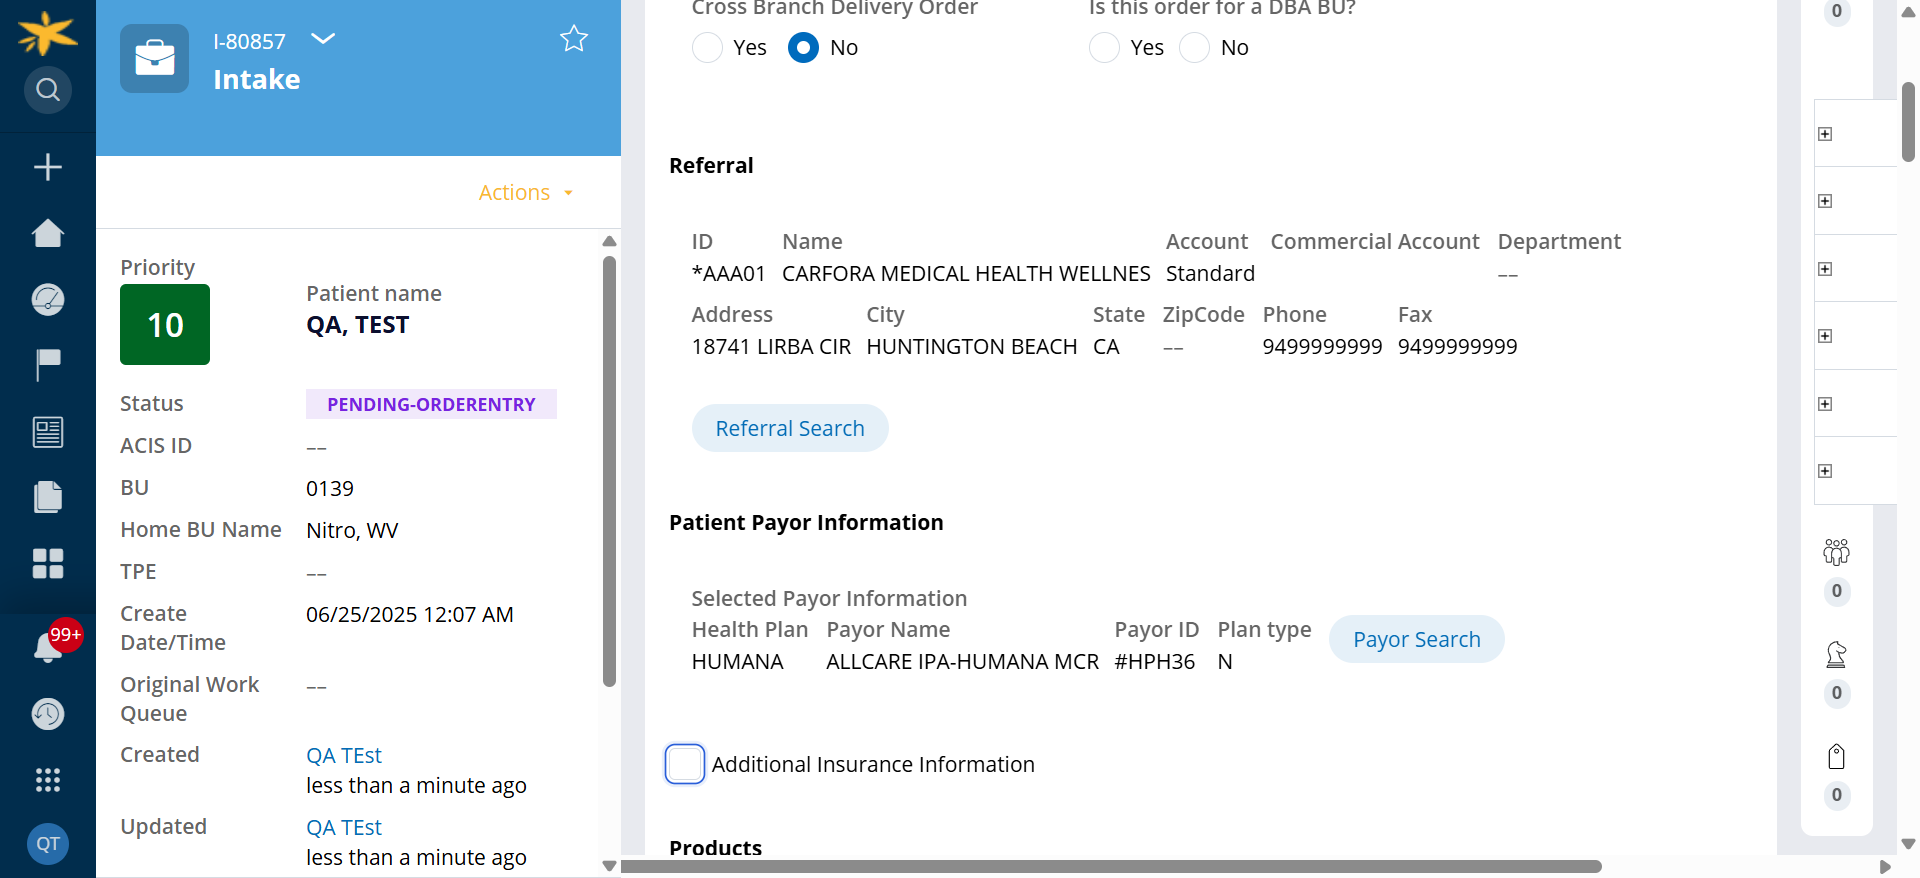 I-80857
Intake
Actions
Priority
10
Patient name
QA, TEST
Status
PENDING-ORDERENTRY
ACIS ID
––
BU
0139
Home BU Name
Nitro, WV
TPE
––
Create Date/Time
06/25/2025 12:07 AM
Original Work Queue
––
Created
QA TEst
less than a minute ago
Updated
QA TEst
less than a minute ago
99+
QT
Cross Branch Delivery Order
Yes No
Is this order for a DBA BU?
Yes No
Referral
ID Name Account Commercial Account Department
*AAA01 CARFORA MEDICAL HEALTH WELLNES Standard ––
Address City State ZipCode Phone Fax
18741 LIRBA CIR HUNTINGTON BEACH CA –– 9499999999 9499999999
Referral Search
Patient Payor Information
Selected Payor Information
Health Plan Payor Name Payor ID Plan type
HUMANA ALLCARE IPA-HUMANA MCR #HPH36 N
Payor Search
Additional Insurance Information
Products
0
0
0
0